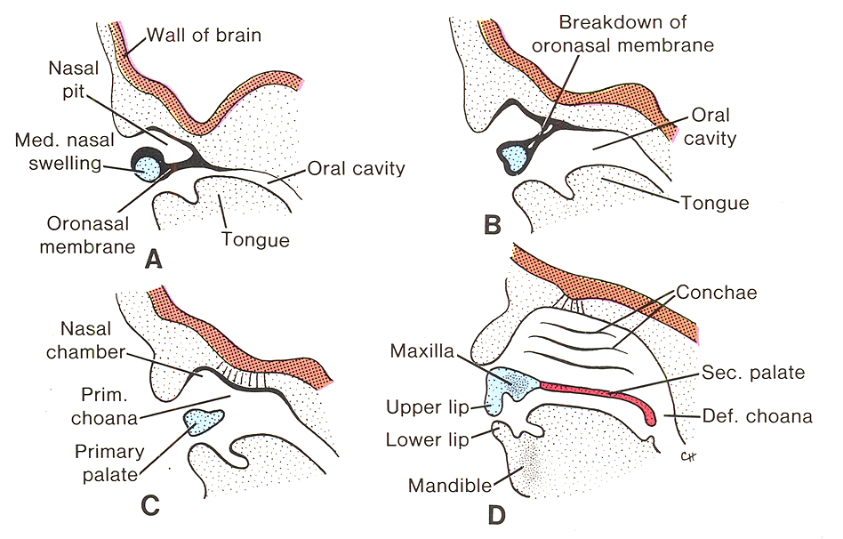 Wall of brain
Nasal
pit
Med. nasal
swelling
Oronasal
membrane
Oral cavity
Tongue
A
Breakdown of
oronasal membrane
Oral
cavity
Tongue
B
Nasal
chamber
Prim.
choana
Primary
palate
C
Conchae
Maxilla
Sec. palate
Upper lip
Def. choana
Lower lip
Mandible
CH
D